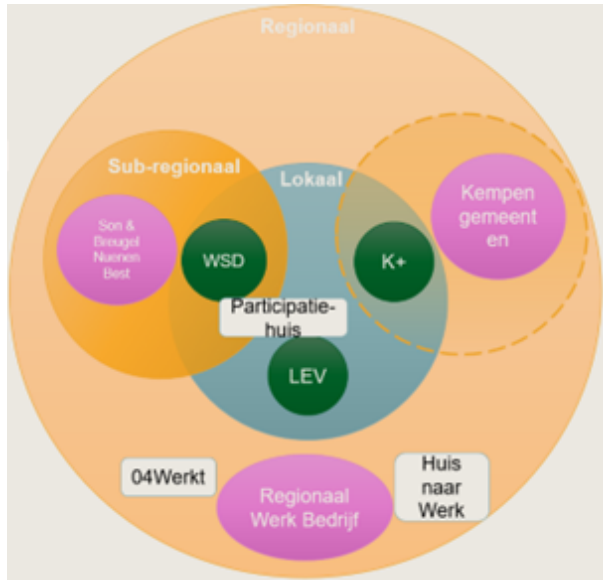 Regionaal
Sub-regionaal
Lokaal
Son &
Breugel
Nuenen
Best
WSD
K+
Kempen
gemeent
en
Participatie-
huis
LEV
04Werkt
Regionaal
Werk Bedrijf
Huis
naar
Werk